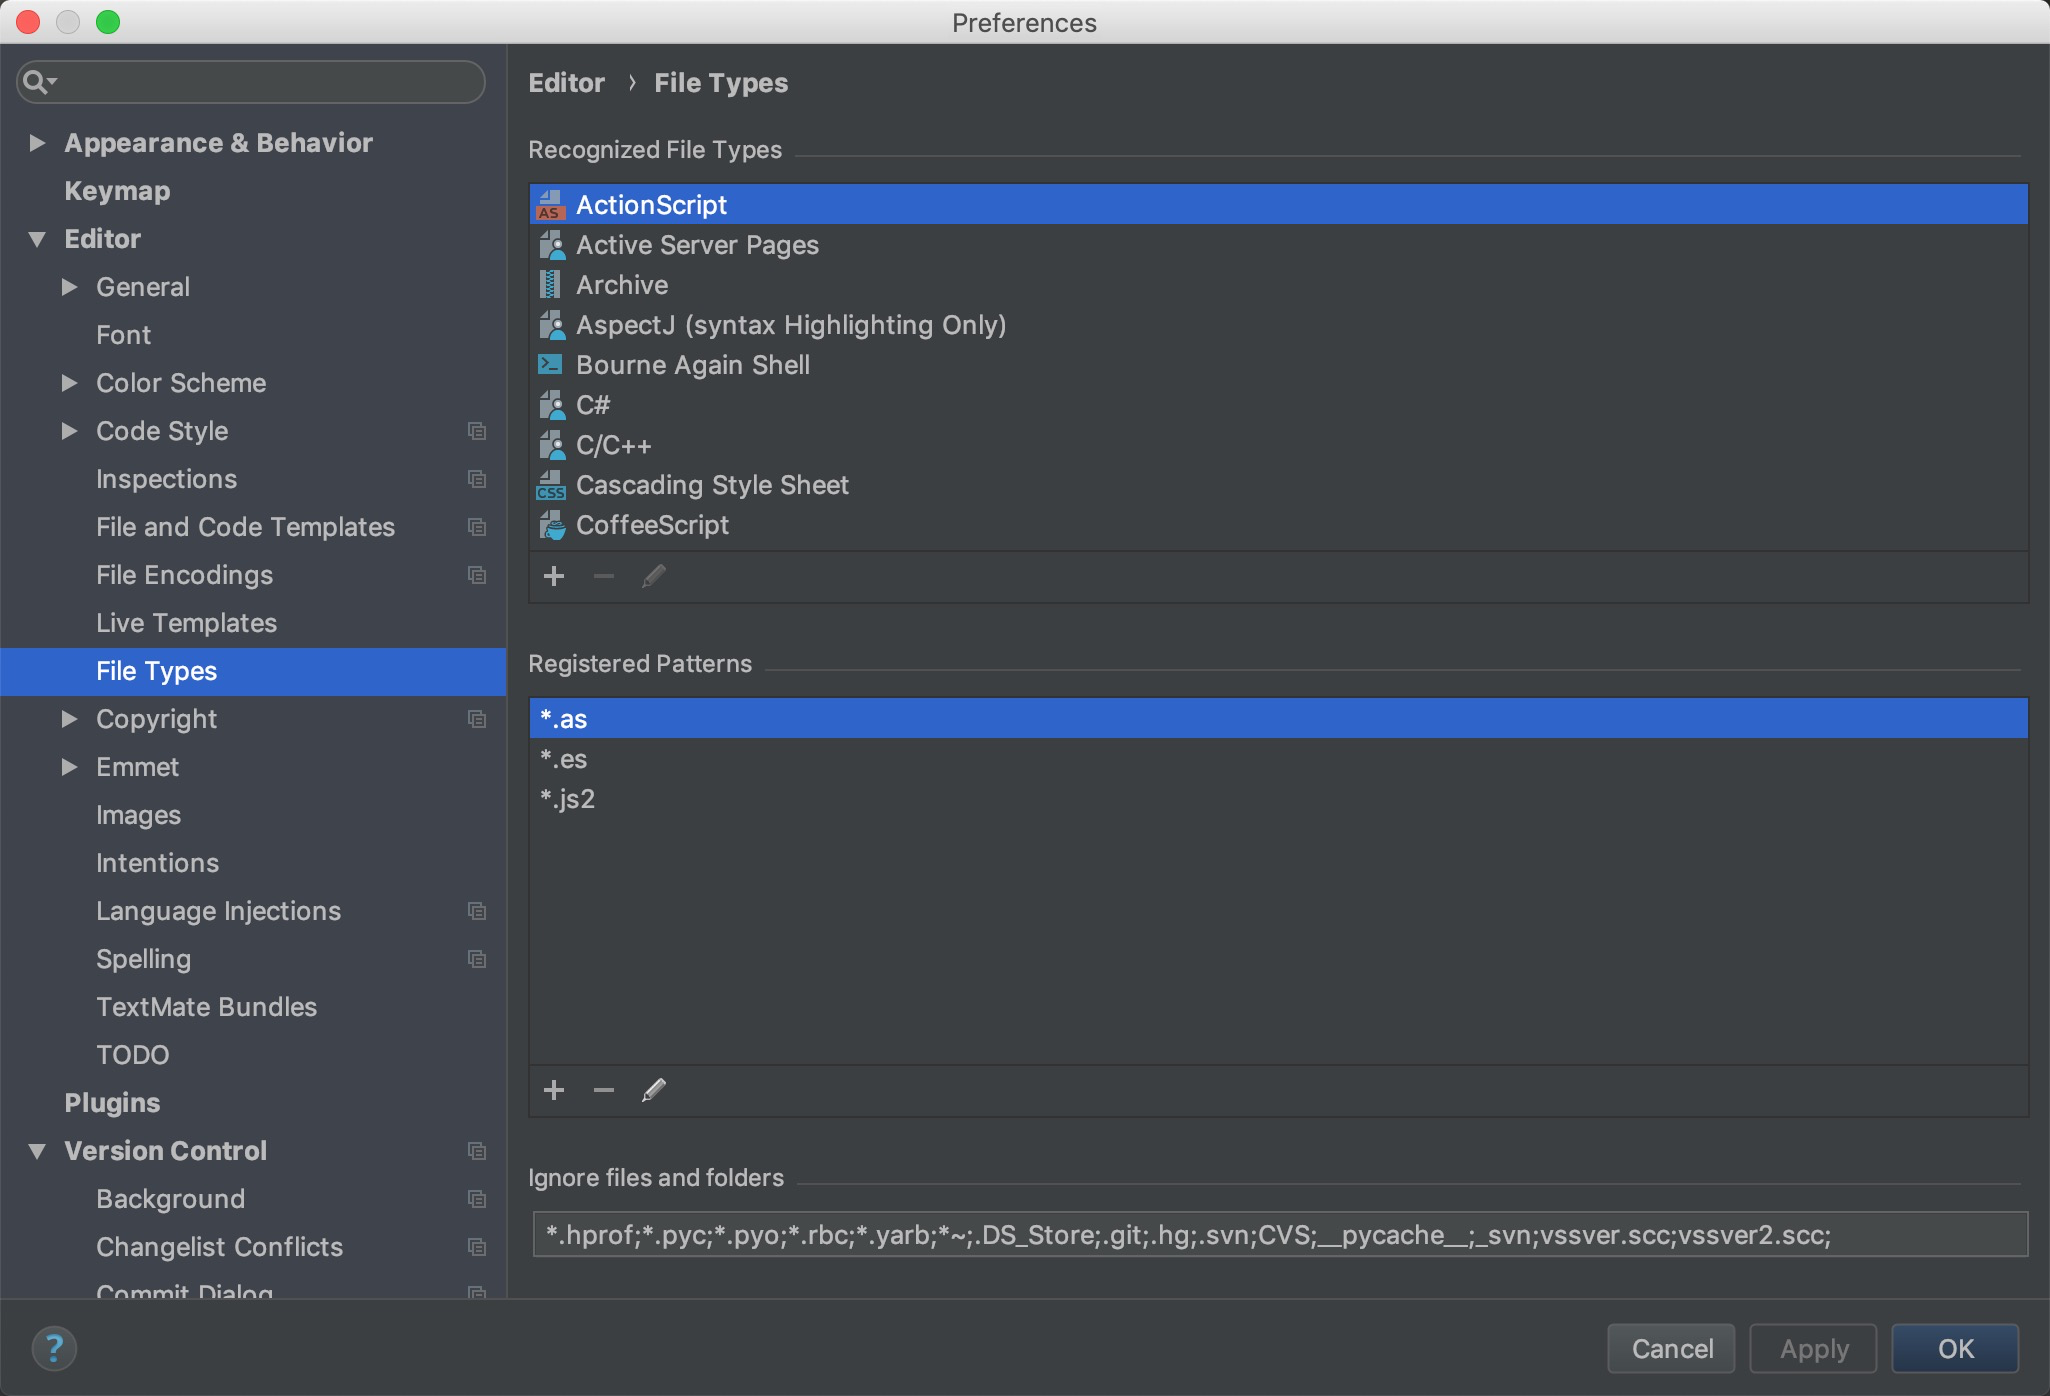 Preferences
Appearance & Behavior
Keymap
Editor
General
Font
Color Scheme
Code Style
Inspections
File and Code Templates
File Encodings
Live Templates
File Types
Copyright
Emmet
Images
Intentions
Language Injections
Spelling
TextMate Bundles
TODO
Plugins
Version Control
Background
Changelist Conflicts
Commit Dialog
Editor › File Types
Recognized File Types
AS ActionScript
Active Server Pages
Archive
AspectJ (syntax Highlighting Only)
Bourne Again Shell
C#
C/C++
CSS Cascading Style Sheet
CoffeeScript
Registered Patterns
*.as
*.es
*.js2
Ignore files and folders
*.hprof;*.pyc;*.pyo;*.rbc;*.yarb;*~;.DS_Store;.git;.hg;.svn;CVS;__pycache__;_svn;vssver.scc;vssver2.scc;
?
Cancel Apply OK